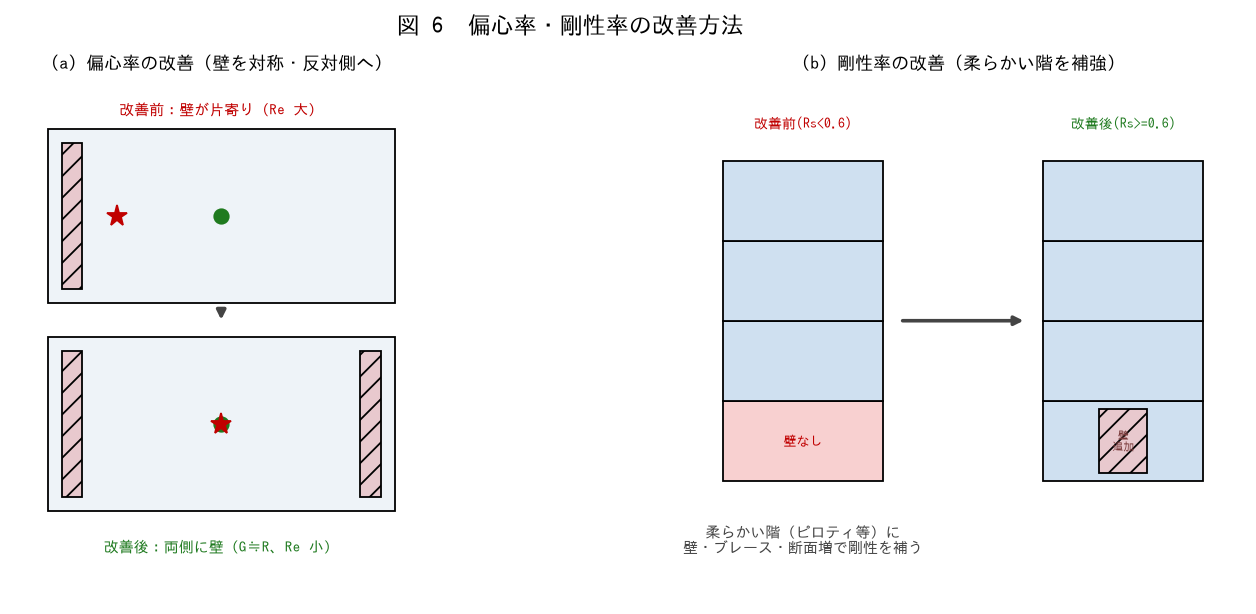 図 6　偏心率・剛性率の改善方法
(a) 偏心率の改善（壁を対称・反対側へ）
改善前：壁が片寄り（Re 大）
改善後：両側に壁（G≒R、Re 小）
(b) 剛性率の改善（柔らかい階を補強）
改善前(Rs<0.6)
壁なし
改善後(Rs>=0.6)
壁
追加
柔らかい階（ピロティ等）に
壁・ブレース・断面増で剛性を補う